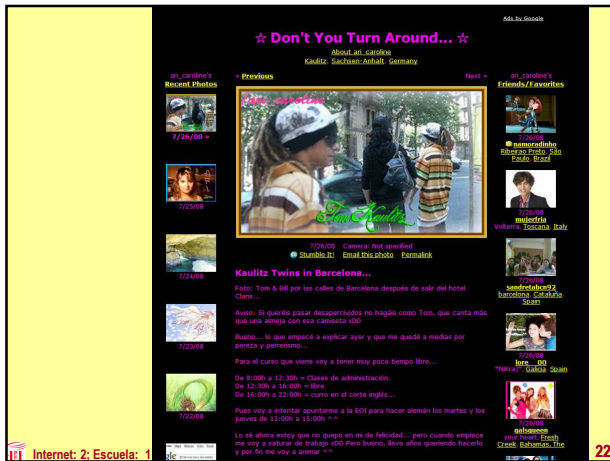 Ads by Google
☆ Don't You Turn Around... ☆
About ari_caroline
Kaulitz, Sachsen-Anhalt, Germany
ari_caroline's
Recent Photos
7/26/08 »
7/25/08
7/24/08
7/23/08
7/22/08
« Previous
Next »
Tom Kaulitz
7/26/08 Camera: Not specified
Stumble It! Email this photo Permalink
Kaulitz Twins in Barcelona...
Foto: Tom & Bill por las calles de Barcelona después de salir del hotel
Claris...
Aviso: Si queréis pasar desapercividos no hagáis como Tom, que canta más
que una almeja con esa camiseta xDD
Bueno... lo que empecé a explicar ayer y que me quedé a medias por
pereza y perrerismo...
Para el curso que viene voy a tener muy poco tiempo libre...
De 8:00h a 12:30h = Clases de administración.
De 12:30h a 16:00h = libre
De 16:00h a 22:00h = curro en el corte inglés...
Pues voy a intentar apuntarme a la EOI para hacer alemán los martes y los
jueves de 13:00h a 15:00h ^^
Lo sé ahora estoy que no quepo en mi de felicidad... pero cuando empiece
me voy a saturar de trabajo xDD Pero bueno, llevo años queriendo hacerlo
y por fin me voy a animar ^^
ari_caroline's
Friends/Favorites
7/26/08
namoradinho
Ribeirao Preto, São
Paulo, Brazil
7/26/08
mujerfria
Volterra, Toscana, Italy
7/26/08
sandretabcn92
barcelona, Cataluña,
Spain
7/26/08
lore__00
Galicia, Spain
7/26/08
galsqueen
your heart, Fresh
Creek, Bahamas, The
Internet: 2; Escuela: 1
22